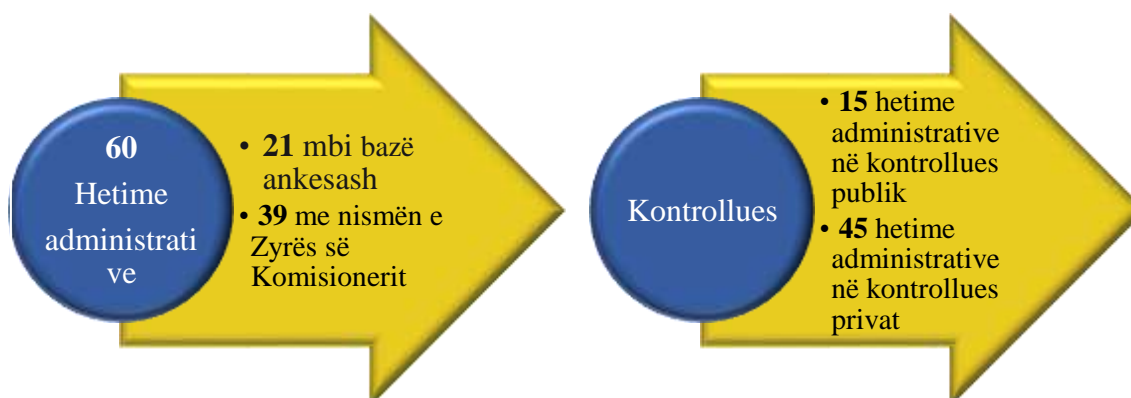 60
Hetime
administrati
ve
• 21 mbi bazë
ankesash
• 39 me nismën e
Zyrës së
Komisionerit
Kontrollues
• 15 hetime
administrative
në kontrollues
publik
• 45 hetime
administrative
në kontrollues
privat